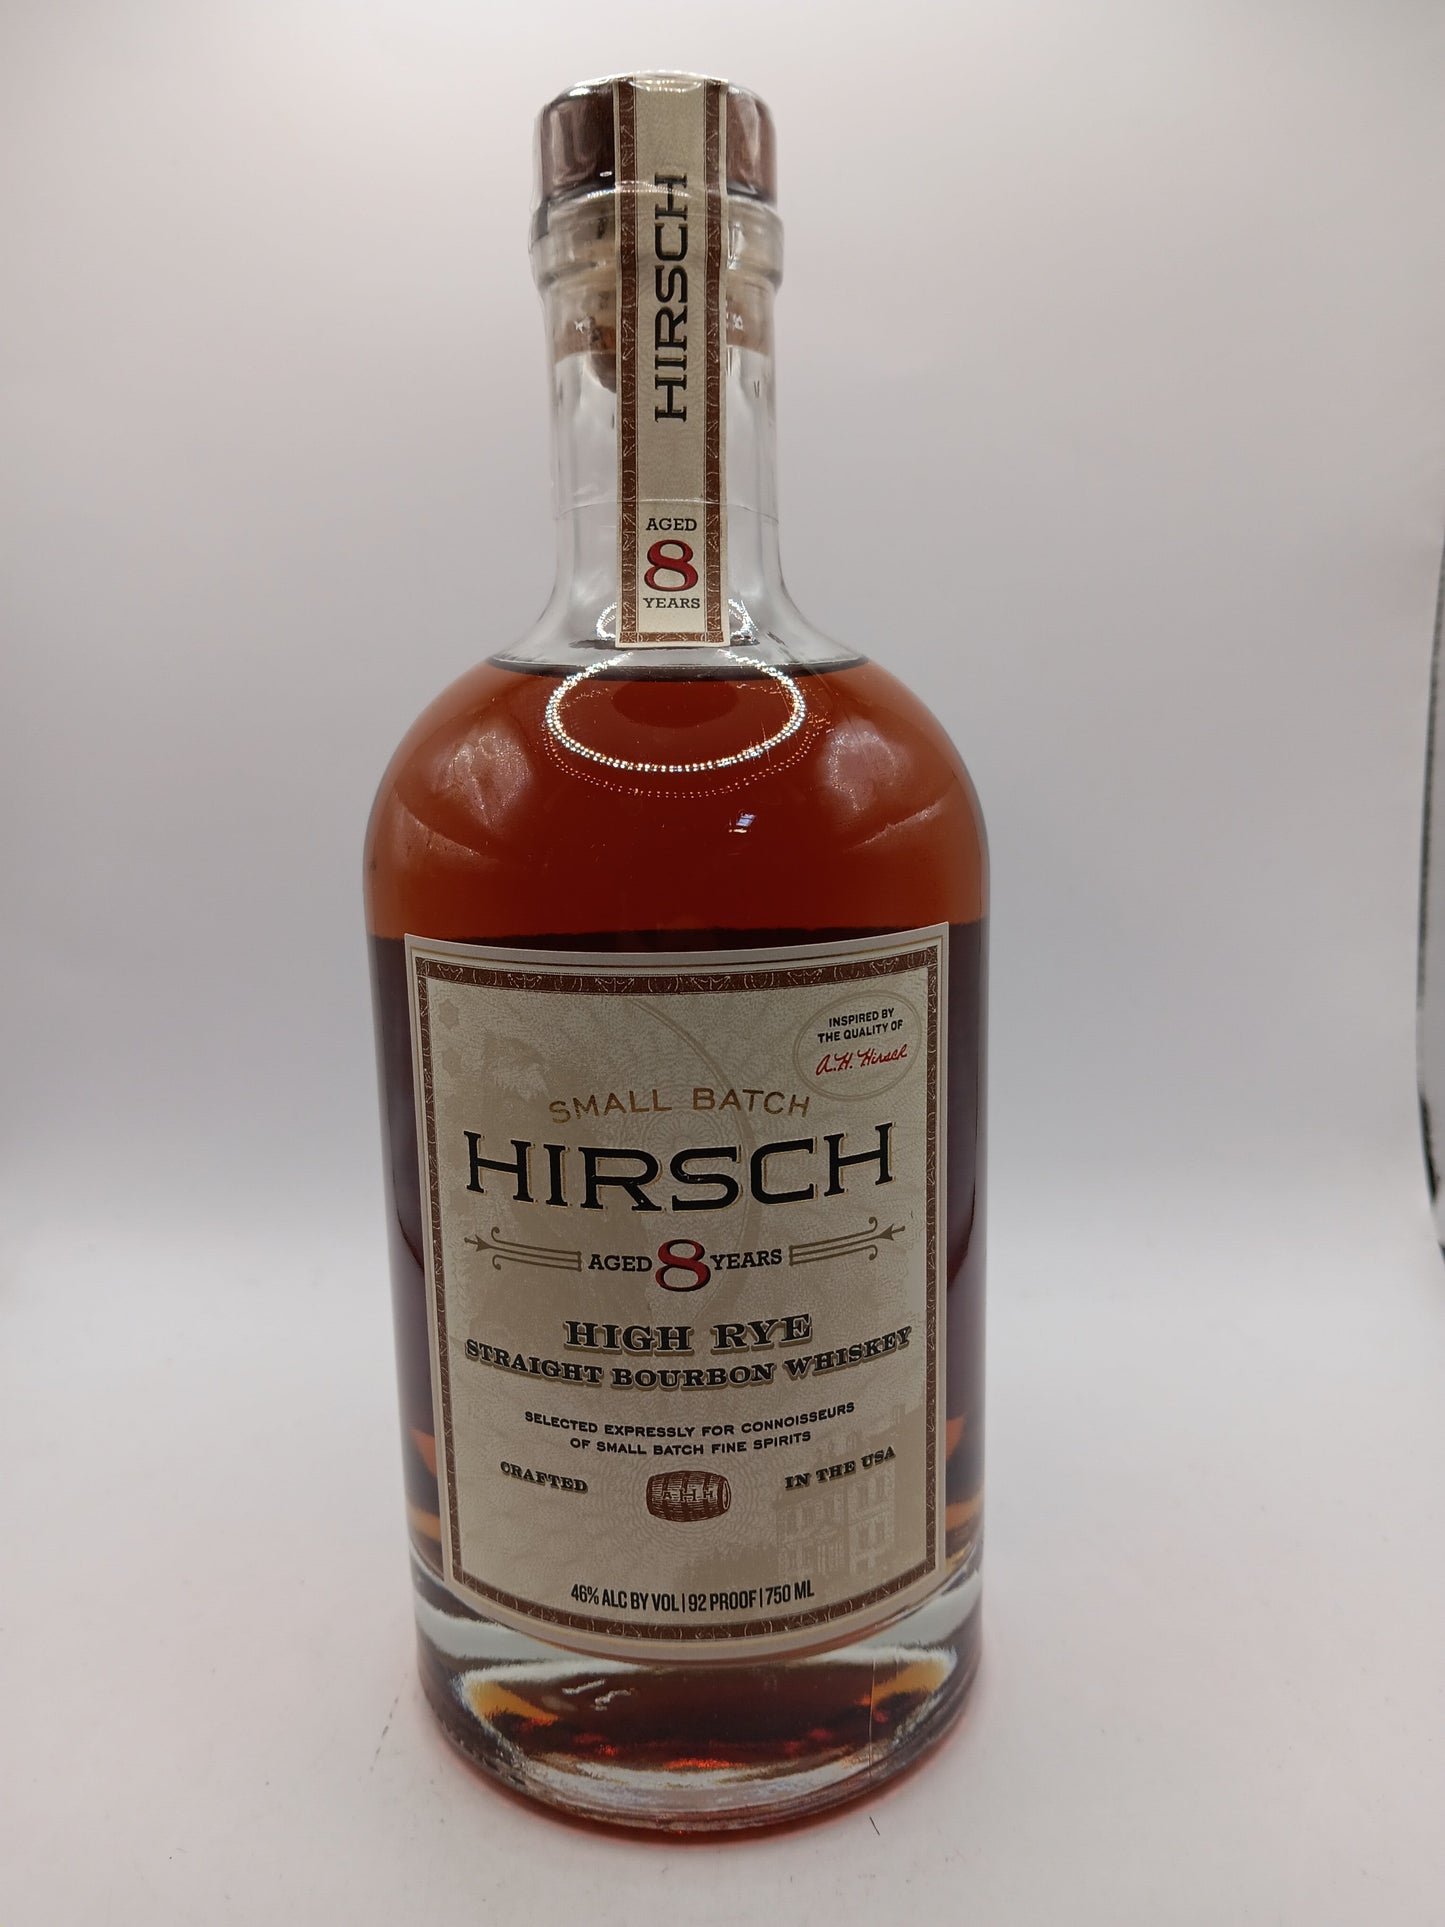 HIRSCH
AGED
8
YEARS
INSPIRED BY
THE QUALITY OF
A.H. Hirsch
SMALL BATCH
HIRSCH
AGED 8 YEARS
HIGH RYE
STRAIGHT BOURBON WHISKEY
SELECTED EXPRESSLY FOR CONNOISSEURS
OF SMALL BATCH FINE SPIRITS
CRAFTED IN THE USA
A·H·H
46% ALC BY VOL | 92 PROOF | 750 ML